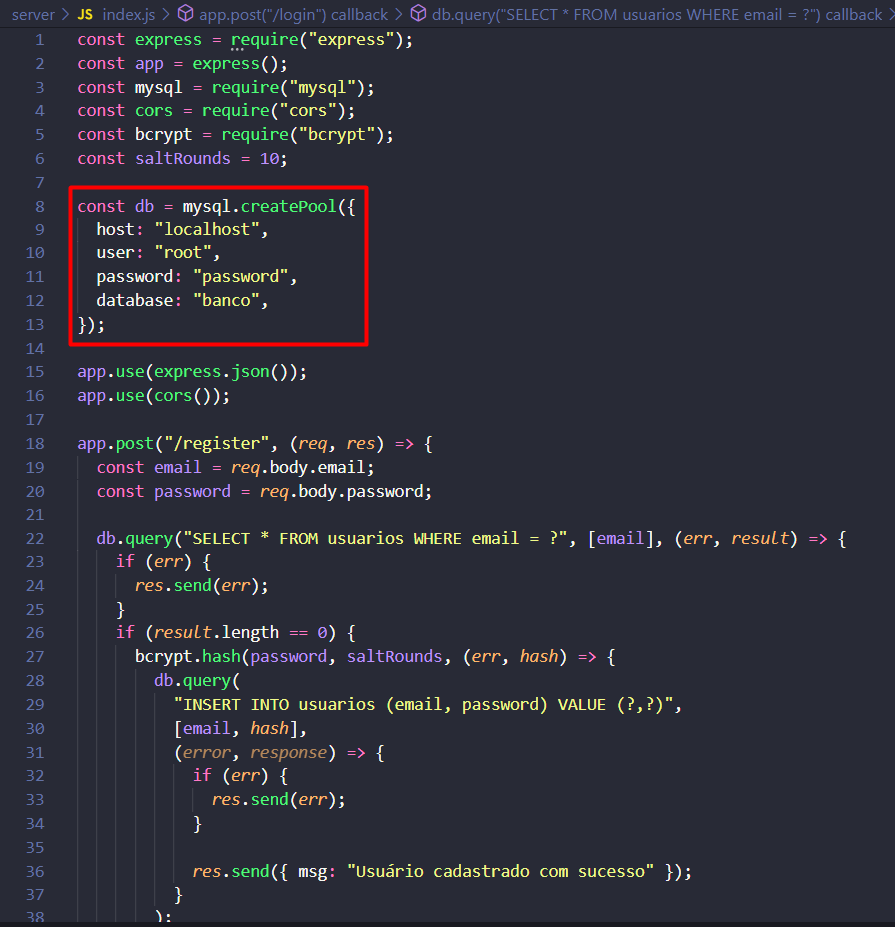 server > JS index.js > app.post("/login") callback > db.query("SELECT * FROM usuarios WHERE email = ?") callback >
1 const express = require("express");
2 const app = express();
3 const mysql = require("mysql");
4 const cors = require("cors");
5 const bcrypt = require("bcrypt");
6 const saltRounds = 10;
7
8 const db = mysql.createPool({
9   host: "localhost",
10   user: "root",
11   password: "password",
12   database: "banco",
13 });
14
15 app.use(express.json());
16 app.use(cors());
17
18 app.post("/register", (req, res) => {
19   const email = req.body.email;
20   const password = req.body.password;
21
22   db.query("SELECT * FROM usuarios WHERE email = ?", [email], (err, result) => {
23     if (err) {
24       res.send(err);
25     }
26     if (result.length == 0) {
27       bcrypt.hash(password, saltRounds, (err, hash) => {
28         db.query(
29           "INSERT INTO usuarios (email, password) VALUE (?,?)",
30           [email, hash],
31           (error, response) => {
32             if (err) {
33               res.send(err);
34             }
35
36             res.send({ msg: "Usuário cadastrado com sucesso" });
37           }
38         );